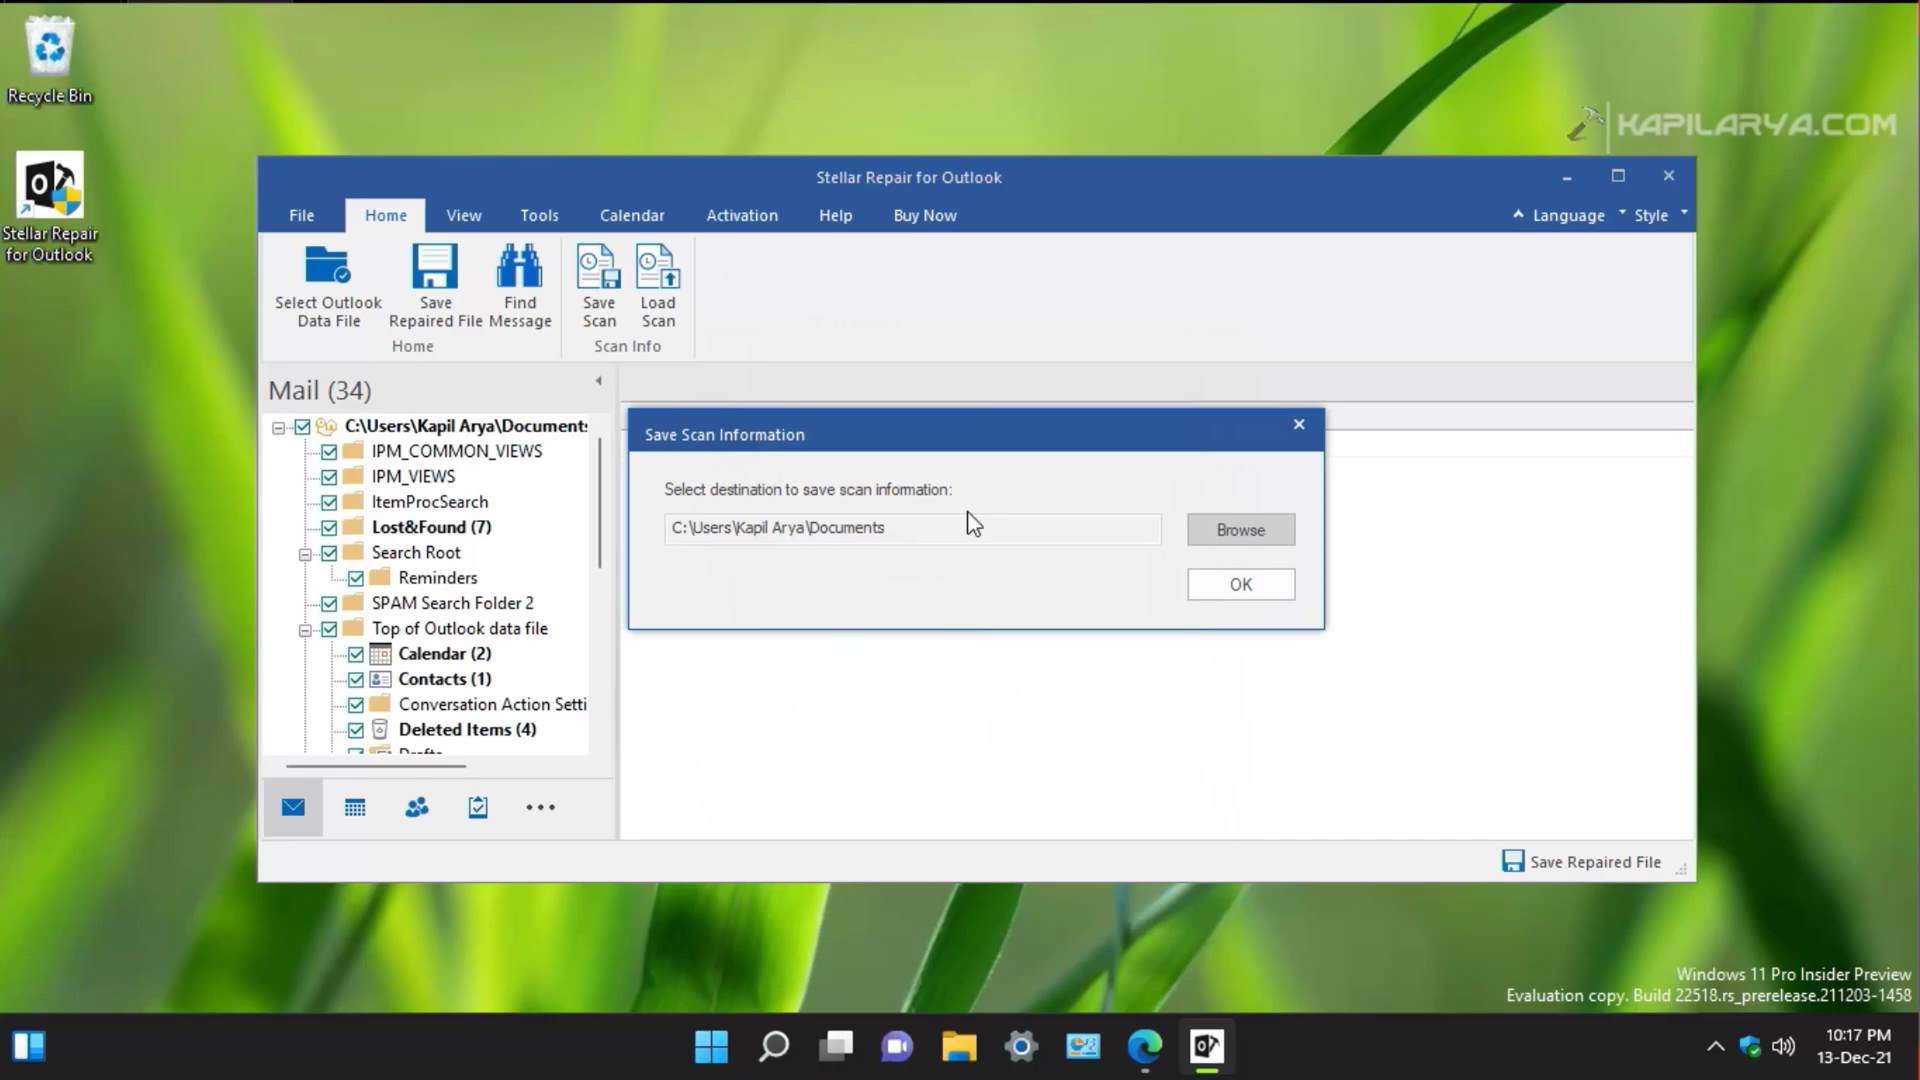 Recycle Bin
Stellar Repair
for Outlook
KAPILARYA.COM
Stellar Repair for Outlook
File Home View Tools Calendar Activation Help Buy Now Language Style
Select Outlook
Data File
Save
Repaired File
Find
Message
Home
Save
Scan
Load
Scan
Scan Info
Mail (34)
C:\Users\Kapil Arya\Documents
IPM_COMMON_VIEWS
IPM_VIEWS
ItemProcSearch
Lost&Found (7)
Search Root
Reminders
SPAM Search Folder 2
Top of Outlook data file
Calendar (2)
Contacts (1)
Conversation Action Setti
Deleted Items (4)
Drafts
Save Scan Information
Select destination to save scan information:
C:\Users\Kapil Arya\Documents
Browse
OK
Save Repaired File
Windows 11 Pro Insider Preview
Evaluation copy. Build 22518.rs_prerelease.211203-1458
10:17 PM
13-Dec-21